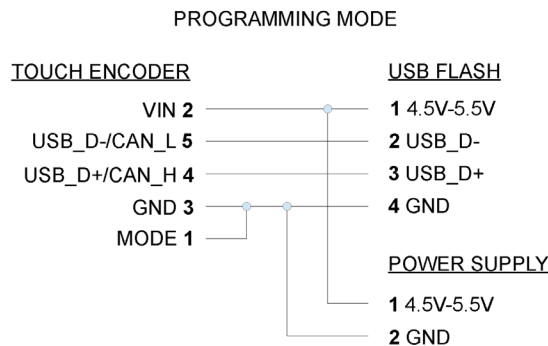 PROGRAMMING MODE
TOUCH ENCODER
VIN 2
USB_D-/CAN_L 5
USB_D+/CAN_H 4
GND 3
MODE 1
USB FLASH
1 4.5V-5.5V
2 USB_D-
3 USB_D+
4 GND
POWER SUPPLY
1 4.5V-5.5V
2 GND